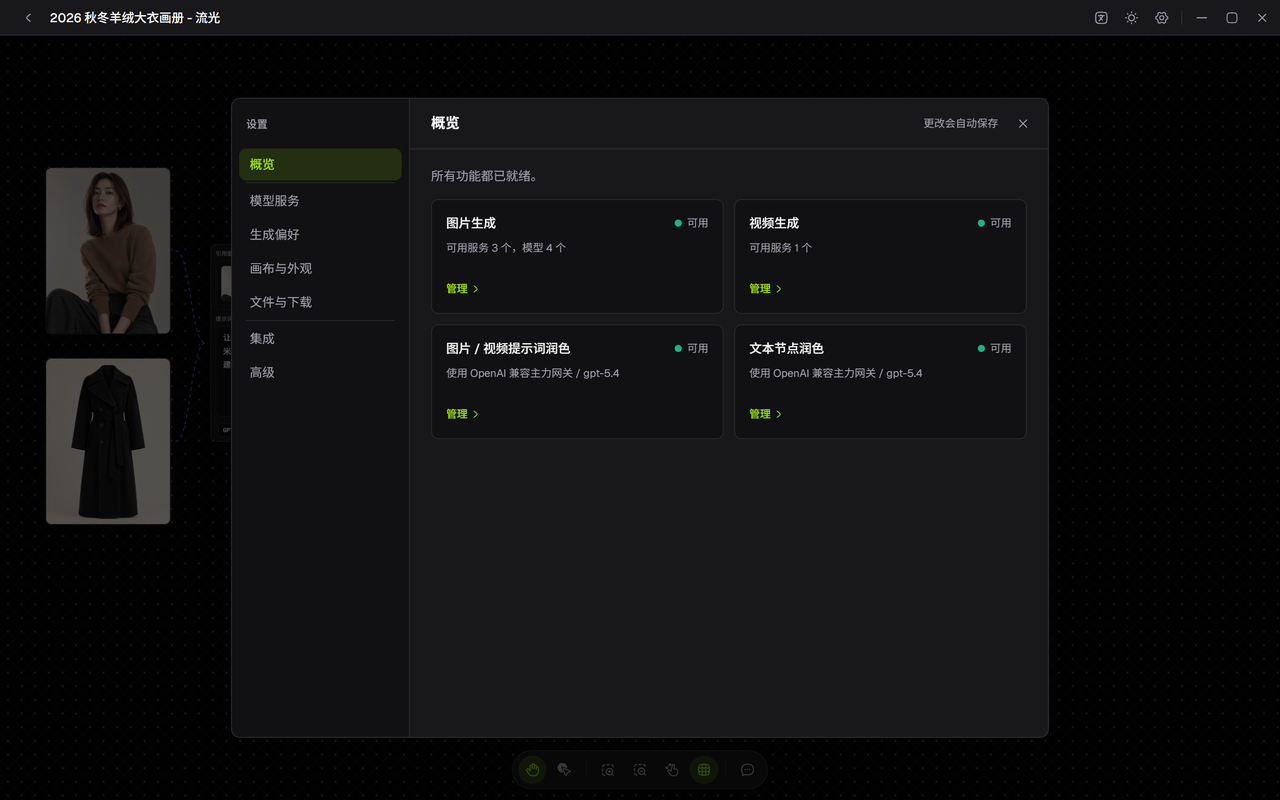 2026 秋冬羊绒大衣画册 - 流光
设置
概览
模型服务
生成偏好
画布与外观
文件与下载
集成
高级
概览
更改会自动保存
所有功能都已就绪。
图片生成
可用
可用服务 3 个，模型 4 个
管理
视频生成
可用
可用服务 1 个
管理
图片 / 视频提示词润色
可用
使用 OpenAI 兼容主力网关 / gpt-5.4
管理
文本节点润色
可用
使用 OpenAI 兼容主力网关 / gpt-5.4
管理
让
米
建